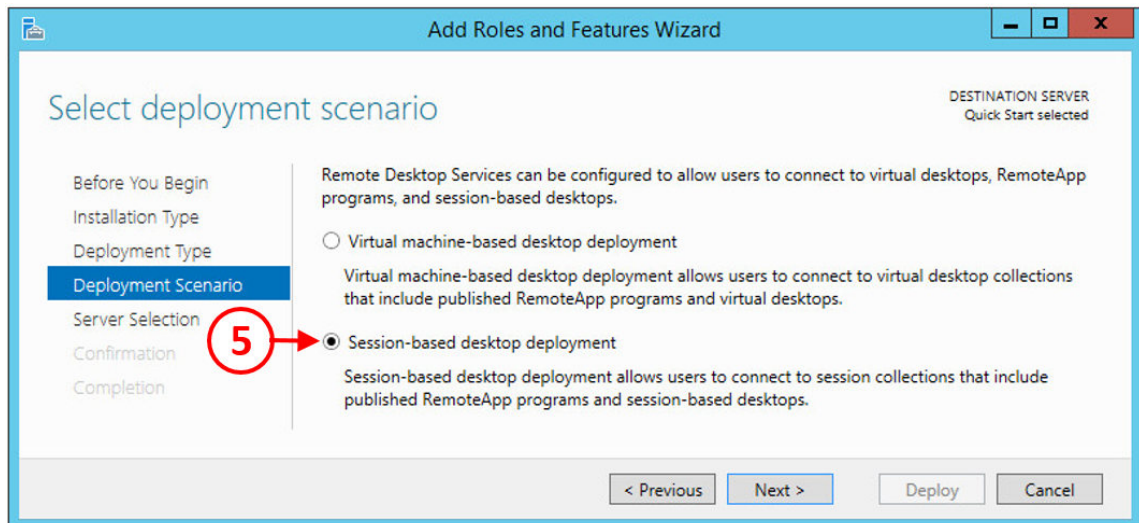 Add Roles and Features Wizard
Select deployment scenario
DESTINATION SERVER
Quick Start selected
Before You Begin
Installation Type
Deployment Type
Deployment Scenario
Server Selection
Confirmation
Completion
Remote Desktop Services can be configured to allow users to connect to virtual desktops, RemoteApp
programs, and session-based desktops.
Virtual machine-based desktop deployment
Virtual machine-based desktop deployment allows users to connect to virtual desktop collections
that include published RemoteApp programs and virtual desktops.
5
Session-based desktop deployment
Session-based desktop deployment allows users to connect to session collections that include
published RemoteApp programs and session-based desktops.
< Previous
Next >
Deploy
Cancel